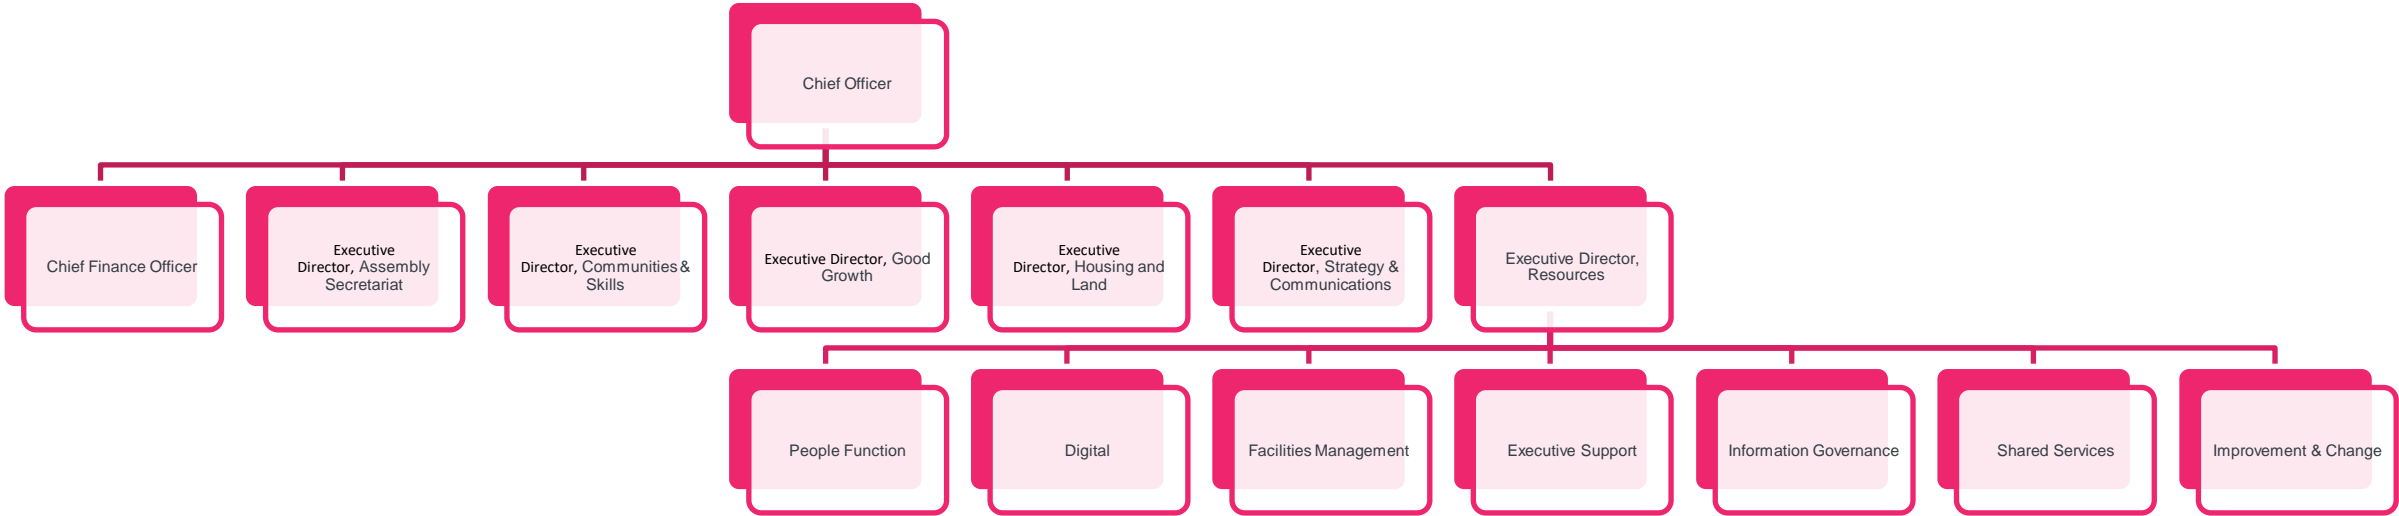 Chief Officer
Chief Finance Officer
Executive
Director, Assembly
Secretariat
Executive
Director, Communities &
Skills
Executive Director, Good
Growth
Executive
Director, Housing and
Land
Executive
Director, Strategy &
Communications
Executive Director,
Resources
People Function
Digital
Facilities Management
Executive Support
Information Governance
Shared Services
Improvement & Change